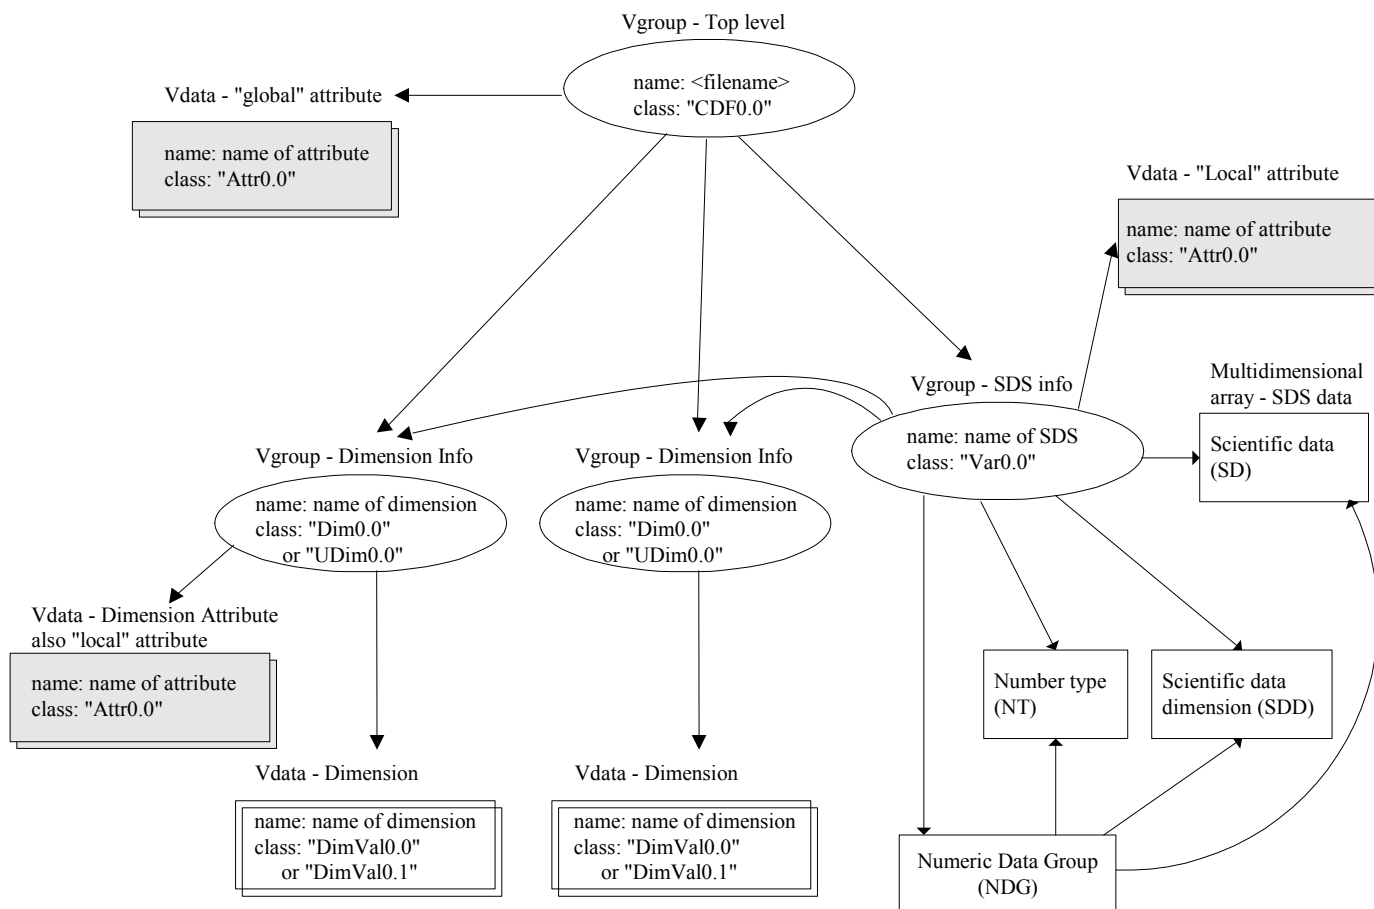 Vgroup - Top level
name: <filename>
class: "CDF0.0"
Vdata - "global" attribute
name: name of attribute
class: "Attr0.0"
Vdata - "Local" attribute
name: name of attribute
class: "Attr0.0"
Vgroup - SDS info
name: name of SDS
class: "Var0.0"
Multidimensional
array - SDS data
Scientific data
(SD)
Vgroup - Dimension Info
name: name of dimension
class: "Dim0.0"
or "UDim0.0"
Vgroup - Dimension Info
name: name of dimension
class: "Dim0.0"
or "UDim0.0"
Vdata - Dimension Attribute
also "local" attribute
name: name of attribute
class: "Attr0.0"
Number type
(NT)
Scientific data
dimension (SDD)
Vdata - Dimension
name: name of dimension
class: "DimVal0.0"
or "DimVal0.1"
Vdata - Dimension
name: name of dimension
class: "DimVal0.0"
or "DimVal0.1"
Numeric Data Group
(NDG)